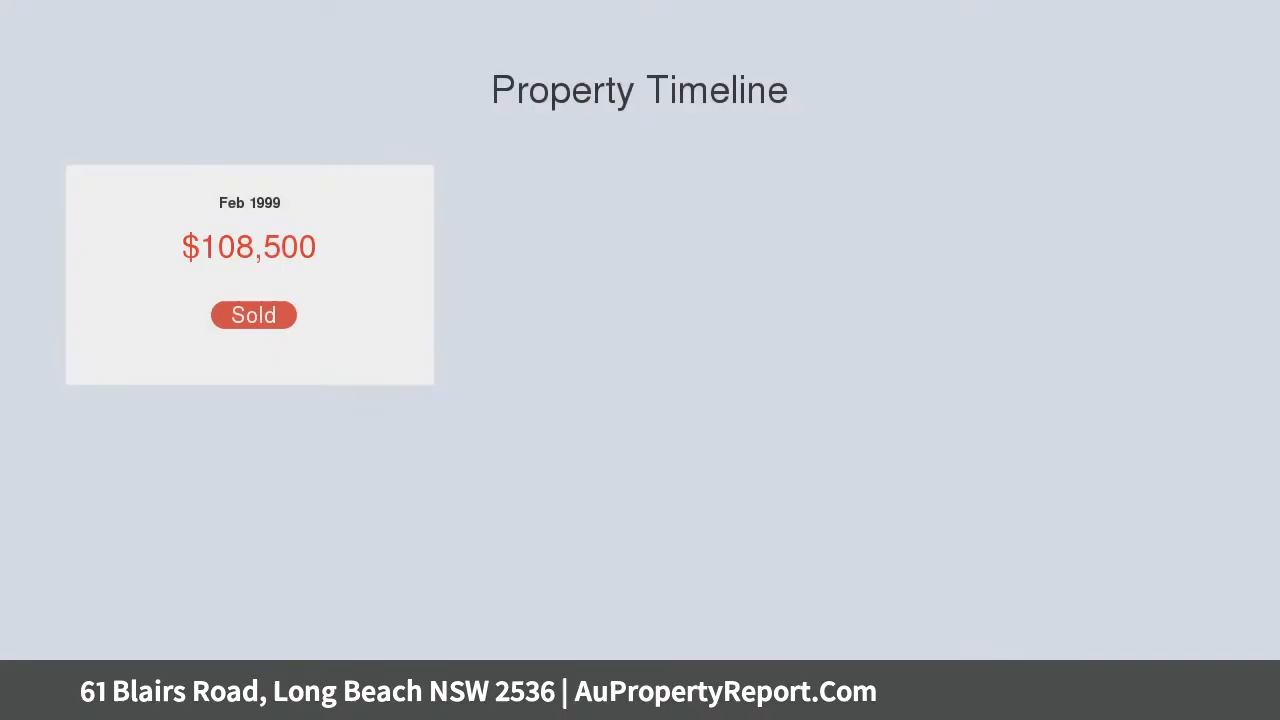 Property Timeline
Feb 1999
$108,500
Sold
61 Blairs Road, Long Beach NSW 2536 | AuPropertyReport.Com